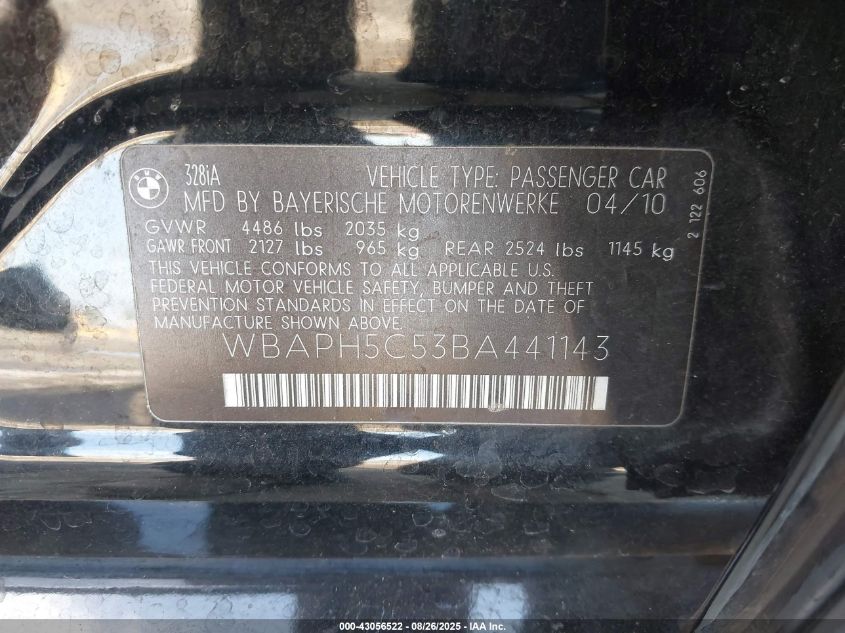 BMW
328iA VEHICLE TYPE: PASSENGER CAR
MFD BY BAYERISCHE MOTORENWERKE 04/10
GVWR 4486 lbs 2035 kg
GAWR FRONT 2127 lbs 965 kg REAR 2524 lbs 1145 kg
THIS VEHICLE CONFORMS TO ALL APPLICABLE U.S.
FEDERAL MOTOR VEHICLE SAFETY, BUMPER AND THEFT
PREVENTION STANDARDS IN EFFECT ON THE DATE OF
MANUFACTURE SHOWN ABOVE.
WBAPH5C53BA441143
2 122 606
000-43056522 - 08/26/2025 - IAA Inc.